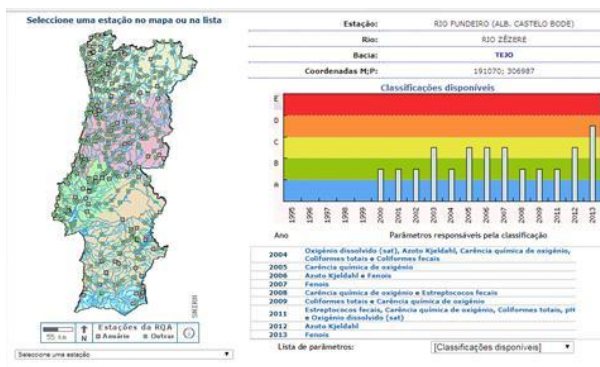 Seleccione uma estação no mapa ou na lista
55 km
N
Estações da RQA
Anuário Outras
SNIRH
Seleccione uma estação
Estação: RIO FUNDEIRO (ALB. CASTELO BODE)
Rio: RIO ZÊZERE
Bacia: TEJO
Coordenadas M;P: 191070; 306987
Classificações disponíveis
E
D
C
B
A
1995 1996 1997 1998 1999 2000 2001 2002 2003 2004 2005 2006 2007 2008 2009 2010 2011 2012 2013
Ano Parâmetros responsáveis pela classificação
2004 Oxigénio dissolvido (sat), Azoto Kjeldahl, Carência química de oxigénio,
Coliformes totais e Coliformes fecais
2005 Carência química de oxigénio
2006 Azoto Kjeldahl e Fenois
2007 Fenois
2008 Carência química de oxigénio e Estreptococos fecais
2009 Coliformes totais e Carência química de oxigénio
2011 Estreptococos fecais, Carência química de oxigénio, Coliformes totais, pH
e Oxigénio dissolvido (sat)
2012 Azoto Kjeldahl
2013 Fenois
Lista de parâmetros: [Classificações disponíveis]